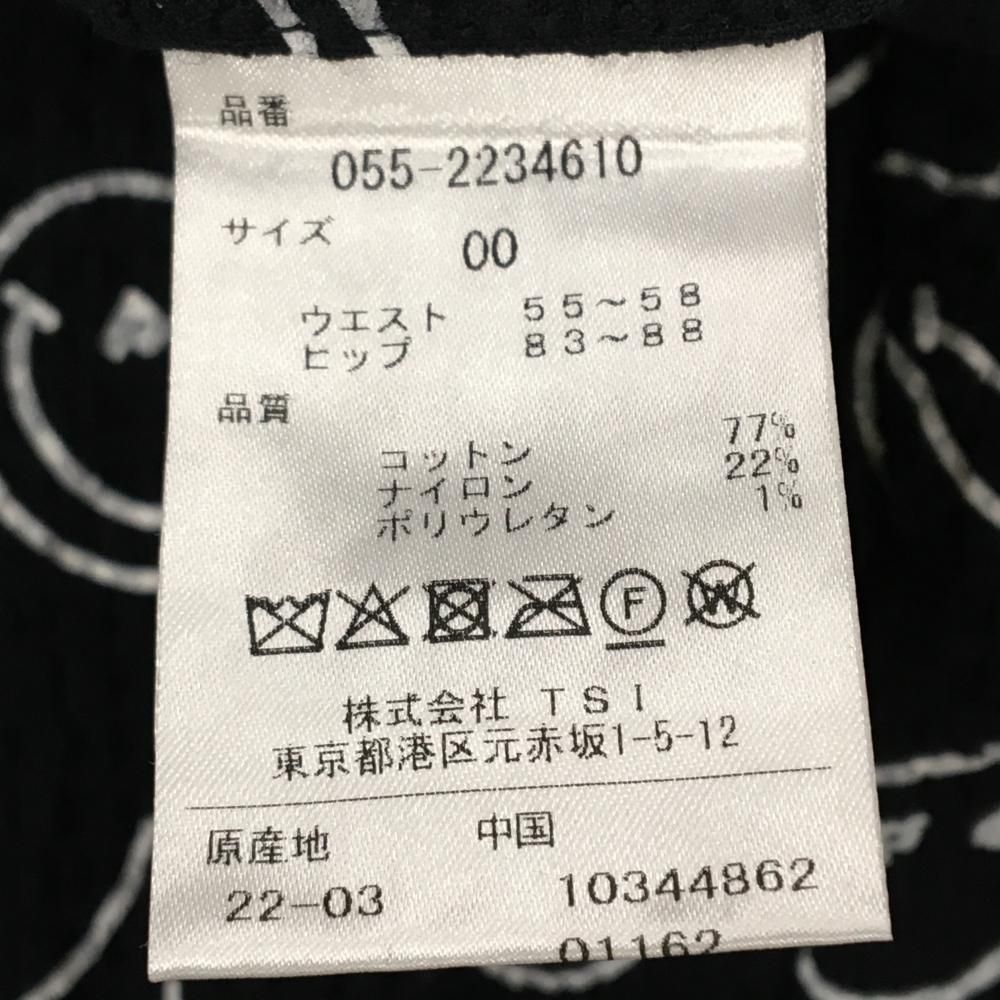 品番
055-2234610
サイズ 00
ウエスト 55～58
ヒップ 83～88
品質
コットン 77%
ナイロン 22%
ポリウレタン 1%
F W
株式会社 TSI
東京都港区元赤坂1-5-12
原産地 中国
22-03 10344862
01162